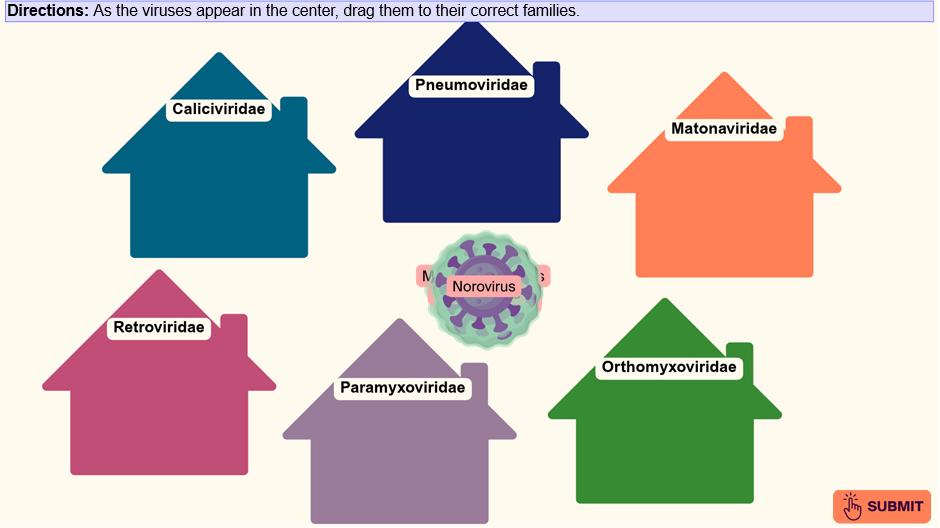 Directions: As the viruses appear in the center, drag them to their correct families.
Pneumoviridae
Caliciviridae
Matonaviridae
Norovirus
Retroviridae
Orthomyxoviridae
Paramyxoviridae
SUBMIT